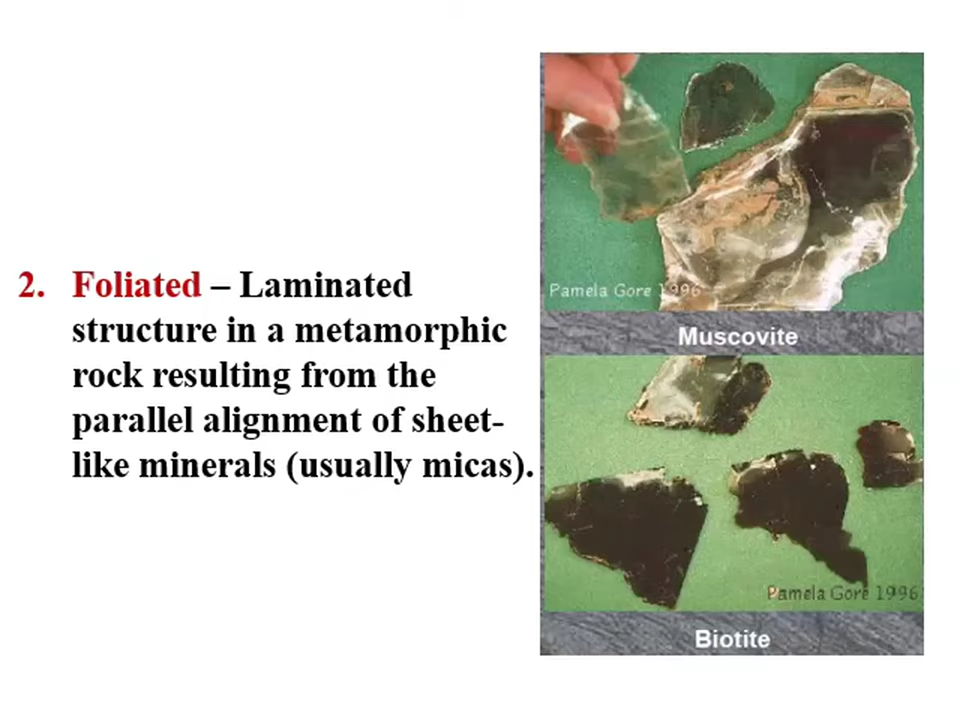 2. Foliated – Laminated
structure in a metamorphic
rock resulting from the
parallel alignment of sheet-
like minerals (usually micas).
Pamela Gore 1996
Muscovite
Pamela Gore 1996
Biotite